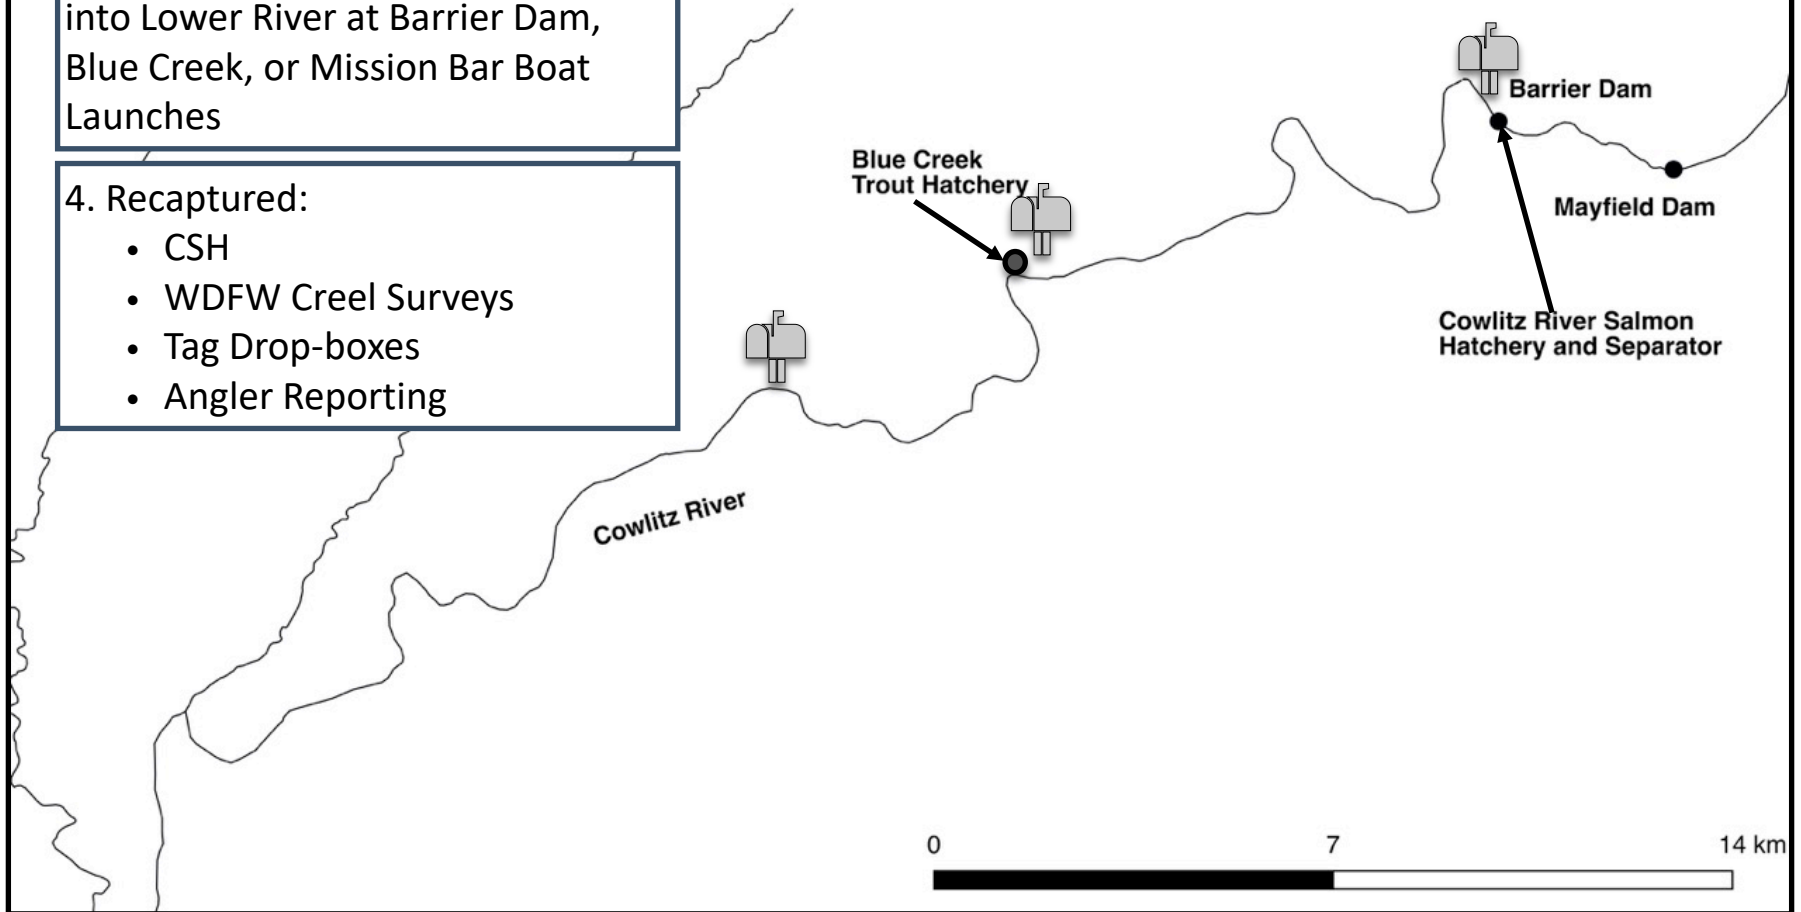 into Lower River at Barrier Dam,
Blue Creek, or Mission Bar Boat
Launches
4. Recaptured:
• CSH
• WDFW Creel Surveys
• Tag Drop-boxes
• Angler Reporting
Barrier Dam
Blue Creek
Trout Hatchery
Mayfield Dam
Cowlitz River Salmon
Hatchery and Separator
Cowlitz River
0 7 14 km